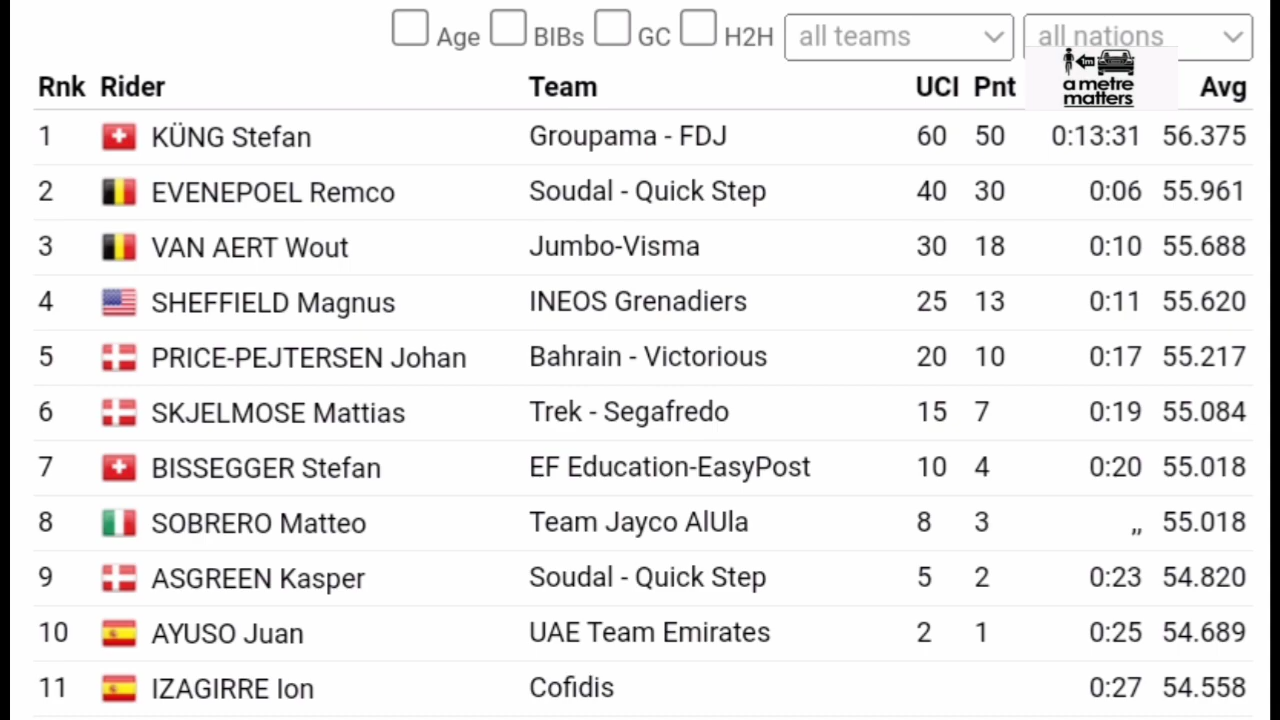 Age BIBs GC H2H all teams all nations
1m
a metre
matters
Rnk Rider Team UCI Pnt Avg
1 KÜNG Stefan Groupama - FDJ 60 50 0:13:31 56.375
2 EVENEPOEL Remco Soudal - Quick Step 40 30 0:06 55.961
3 VAN AERT Wout Jumbo-Visma 30 18 0:10 55.688
4 SHEFFIELD Magnus INEOS Grenadiers 25 13 0:11 55.620
5 PRICE-PEJTERSEN Johan Bahrain - Victorious 20 10 0:17 55.217
6 SKJELMOSE Mattias Trek - Segafredo 15 7 0:19 55.084
7 BISSEGGER Stefan EF Education-EasyPost 10 4 0:20 55.018
8 SOBRERO Matteo Team Jayco AlUla 8 3 ,, 55.018
9 ASGREEN Kasper Soudal - Quick Step 5 2 0:23 54.820
10 AYUSO Juan UAE Team Emirates 2 1 0:25 54.689
11 IZAGIRRE Ion Cofidis 0:27 54.558